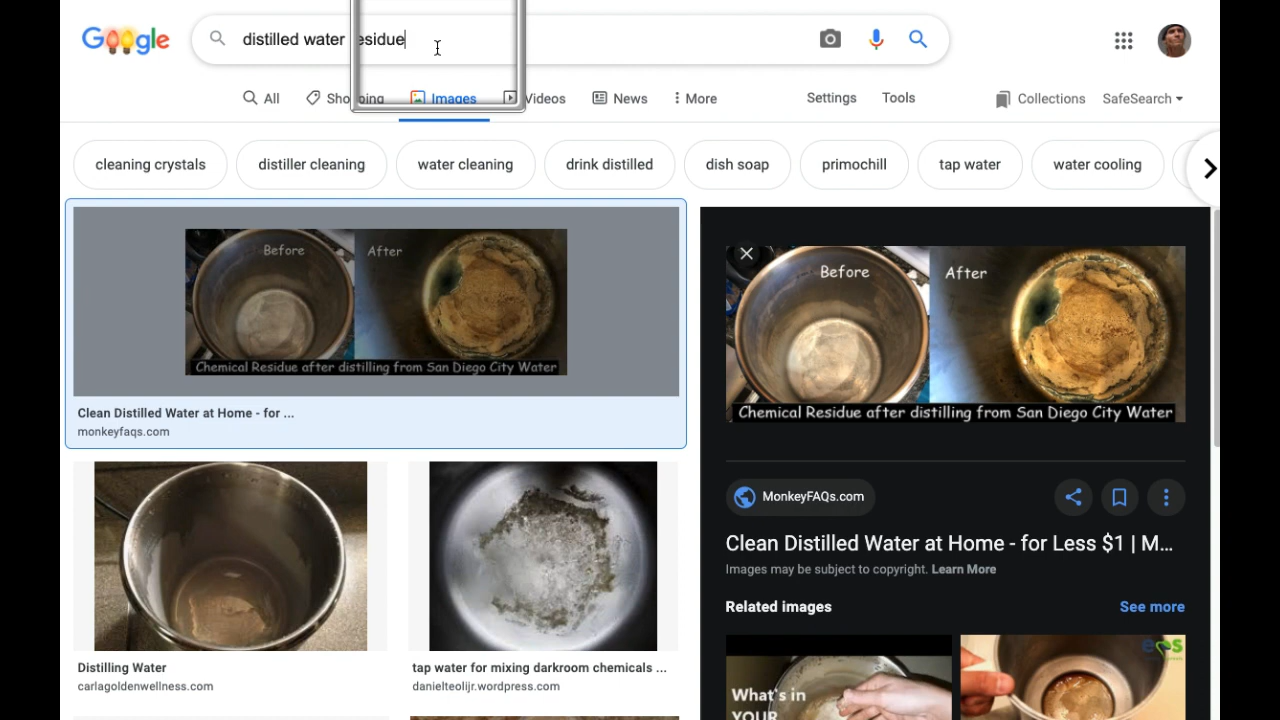 Google
distilled water residue
All
Shopping
Images
Videos
News
More
Settings
Tools
Collections
SafeSearch
cleaning crystals
distiller cleaning
water cleaning
drink distilled
dish soap
primochill
tap water
water cooling
Before
After
Chemical Residue after distilling from San Diego City Water
Clean Distilled Water at Home - for ...
monkeyfaqs.com
Distilling Water
carlagoldenwellness.com
tap water for mixing darkroom chemicals ...
danielteolijr.wordpress.com
Before
After
Chemical Residue after distilling from San Diego City Water
MonkeyFAQs.com
Clean Distilled Water at Home - for Less $1 | M...
Images may be subject to copyright. Learn More
Related images
See more
What's in
YOUR
eos